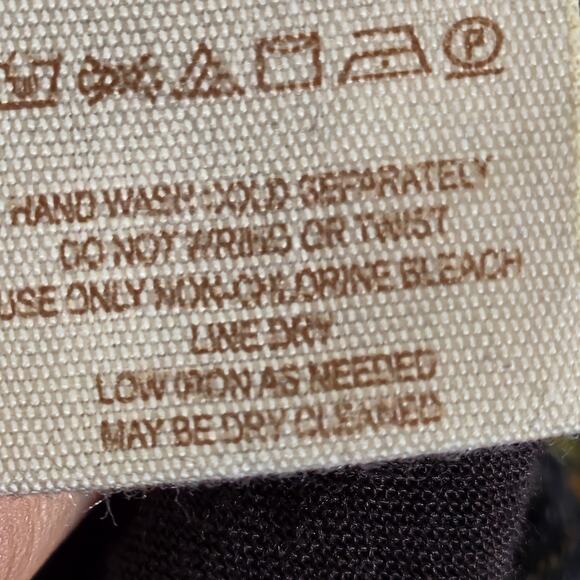 P
HAND WASH COLD SEPARATELY
DO NOT WRING OR TWIST
USE ONLY NON-CHLORINE BLEACH
LINE DRY
LOW IRON AS NEEDED
MAY BE DRY CLEANED